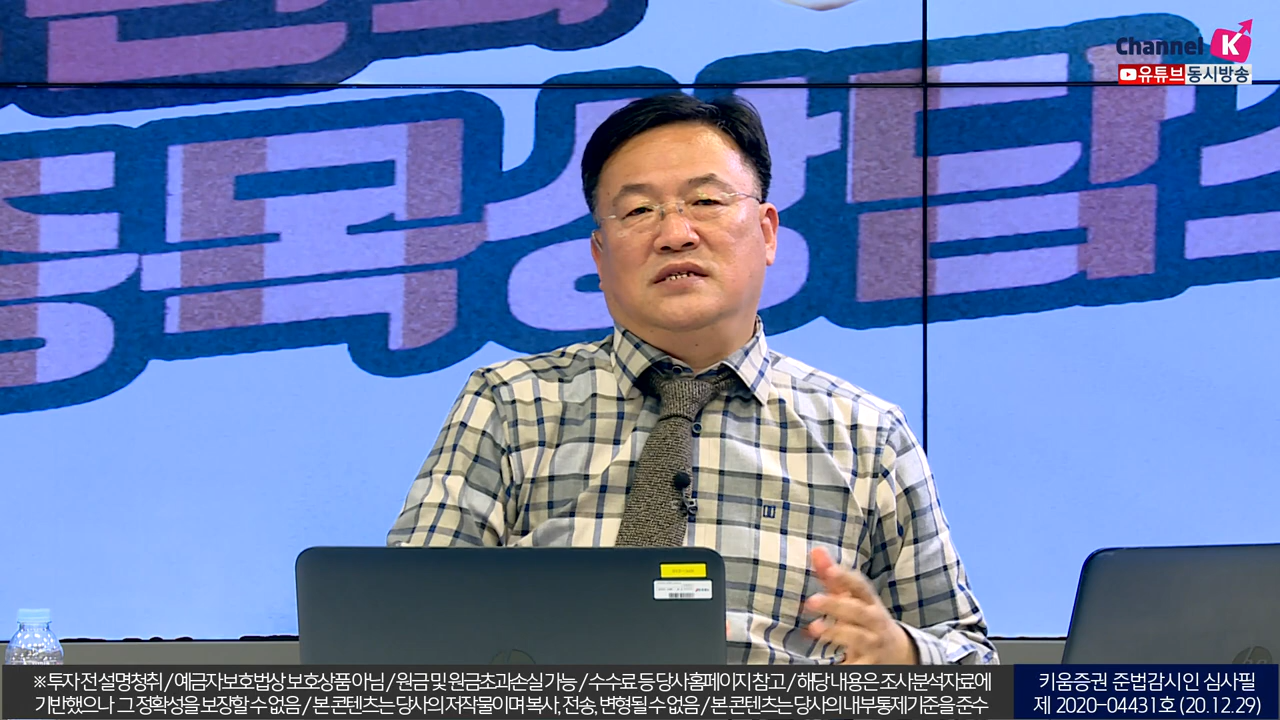 Channel K
유튜브동시방송
종목상담소
※ 투자 전 설명청취 / 예금자보호법상 보호상품 아님 / 원금 및 원금초과손실 가능 / 수수료 등 당사홈페이지 참고 / 해당 내용은 조사분석자료에
기반했으나 그 정확성을 보장할 수 없음 / 본 콘텐츠는 당사의 저작물이며 복사, 전송, 변형될 수 없음 / 본 콘텐츠는 당사의 내부통제기준을 준수
키움증권 준법감시인 심사필
제 2020-04431호 (20.12.29)